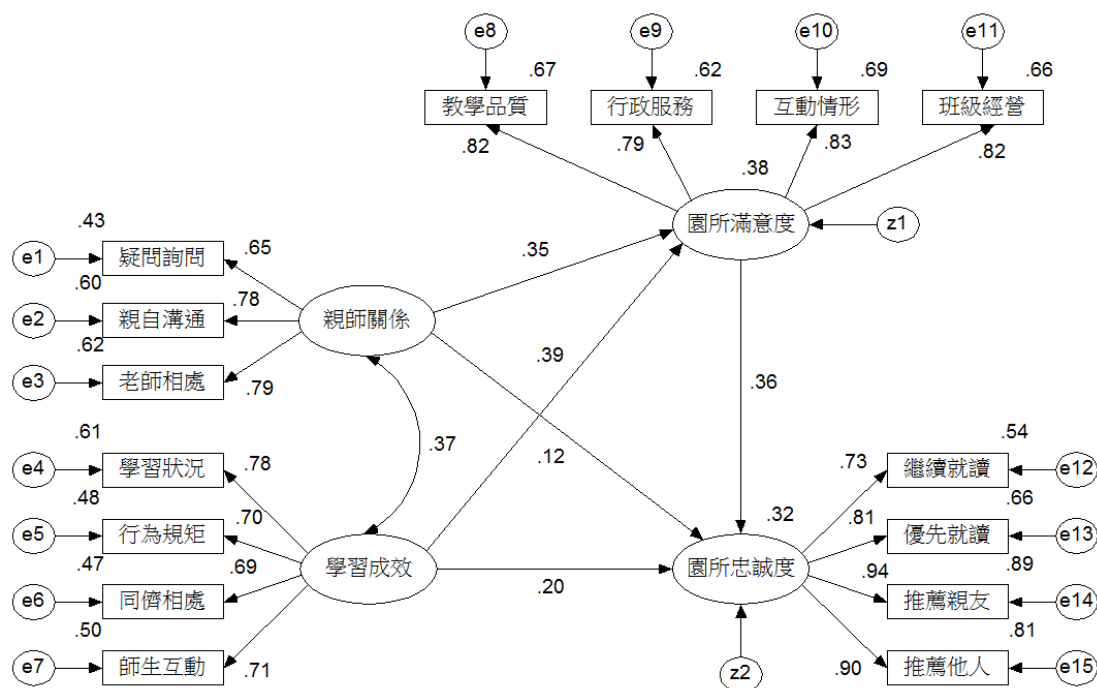 e8
e9
e10
e11
.67
.62
.69
.66
教學品質
行政服務
互動情形
班級經營
.82
.79
.83
.82
.38
園所滿意度
z1
.43
e1
疑問詢問
.65
.35
.60
e2
親自溝通
.78
親師關係
.62
.39
e3
老師相處
.79
.36
.61
.37
.12
.54
e4
學習狀況
.78
.73
繼續就讀
e12
.48
.70
.32
.66
e5
行為規矩
.81
優先就讀
e13
.47
.69
學習成效
.20
園所忠誠度
.94
.89
e6
同儕相處
推薦親友
e14
.50
.81
e7
師生互動
.71
z2
.90
推薦他人
e15